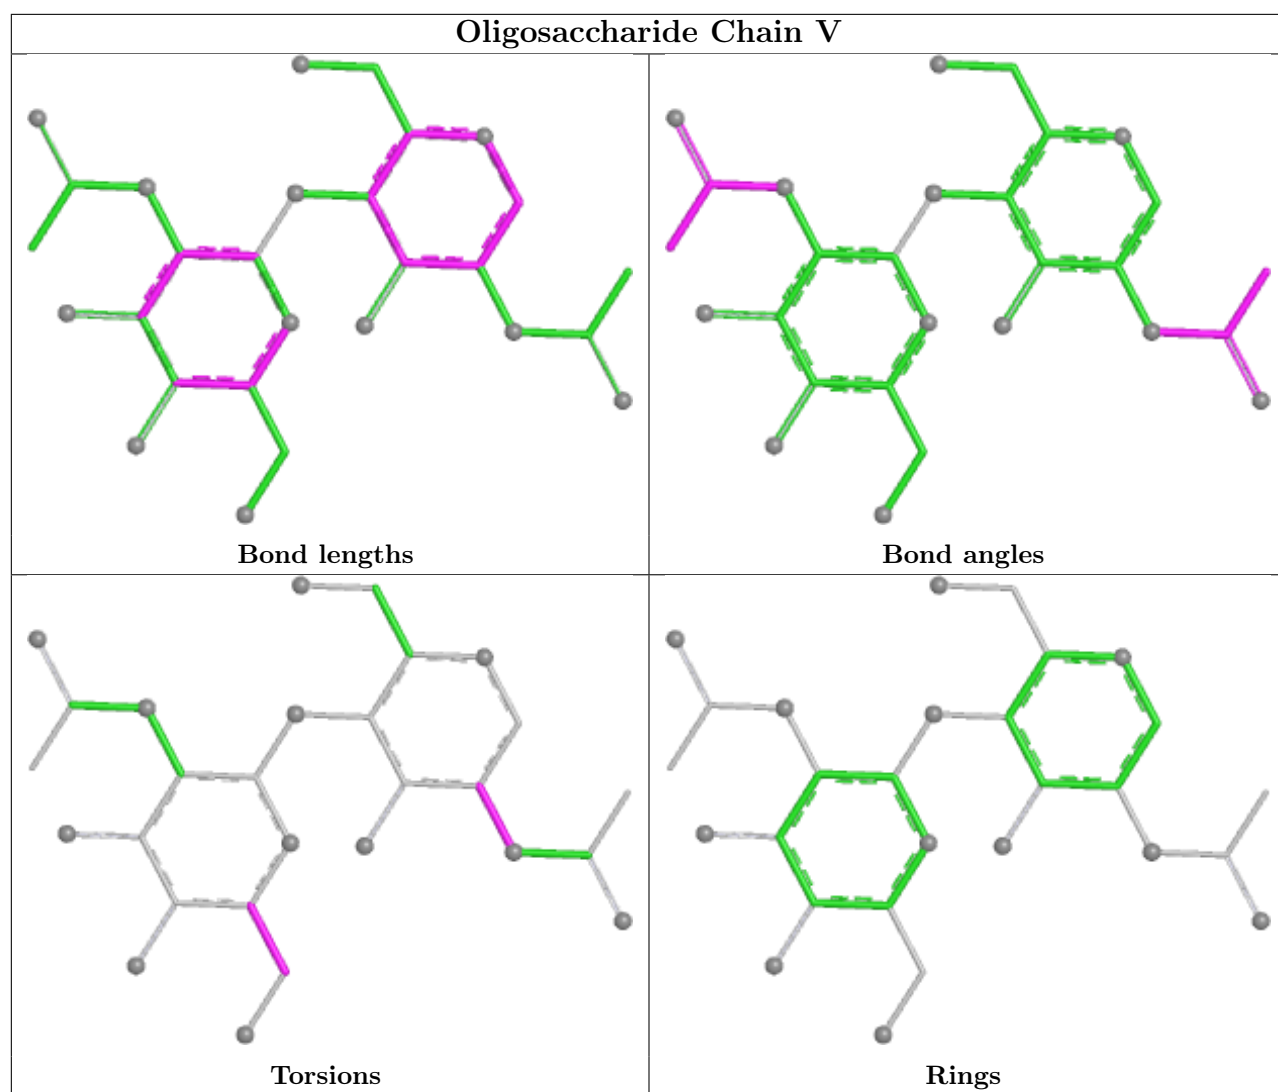 Oligosaccharide Chain V
Bond lengths
Bond angles
Torsions
Rings